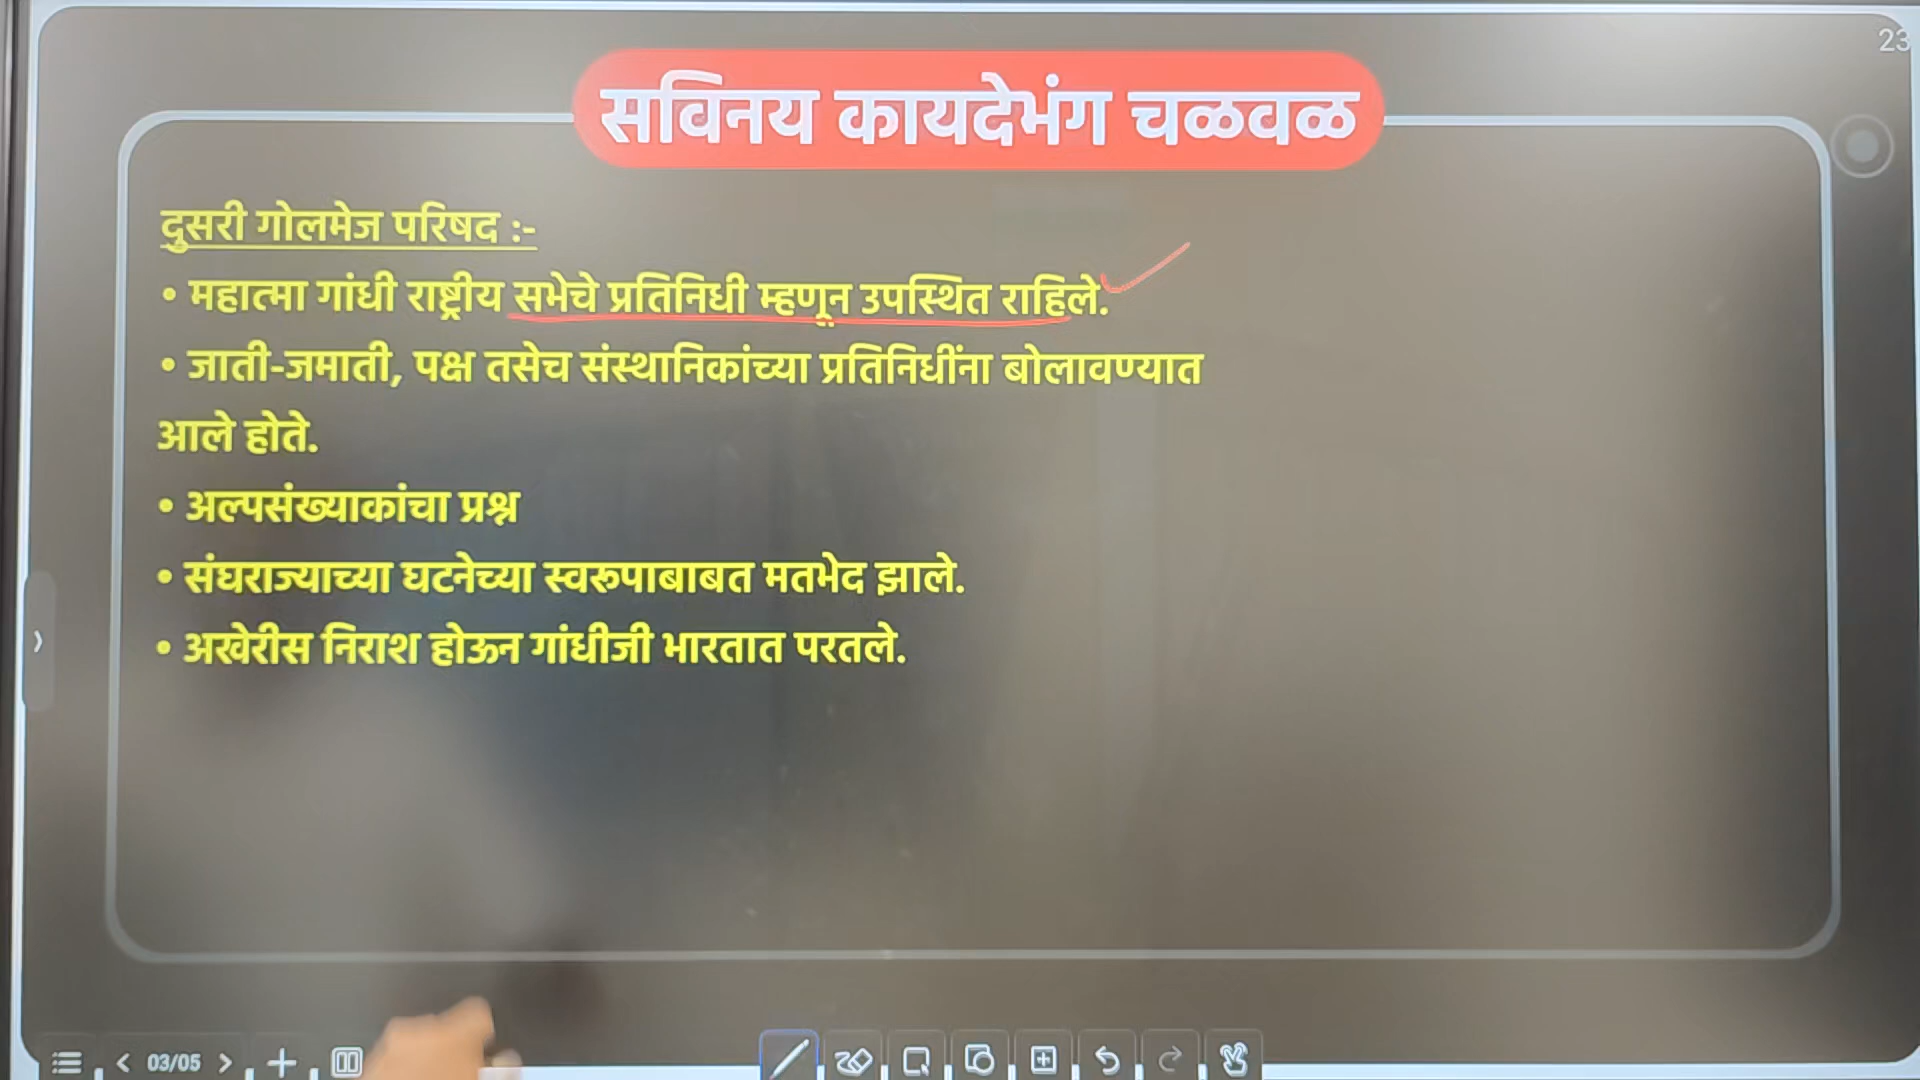 23
सविनय कायदेभंग चळवळ
दुसरी गोलमेज परिषद :-
• महात्मा गांधी राष्ट्रीय सभेचे प्रतिनिधी म्हणून उपस्थित राहिले.
• जाती-जमाती, पक्ष तसेच संस्थानिकांच्या प्रतिनिधींना बोलावण्यात
आले होते.
• अल्पसंख्याकांचा प्रश्न
• संघराज्याच्या घटनेच्या स्वरूपाबाबत मतभेद झाले.
• अखेरीस निराश होऊन गांधीजी भारतात परतले.
03/05